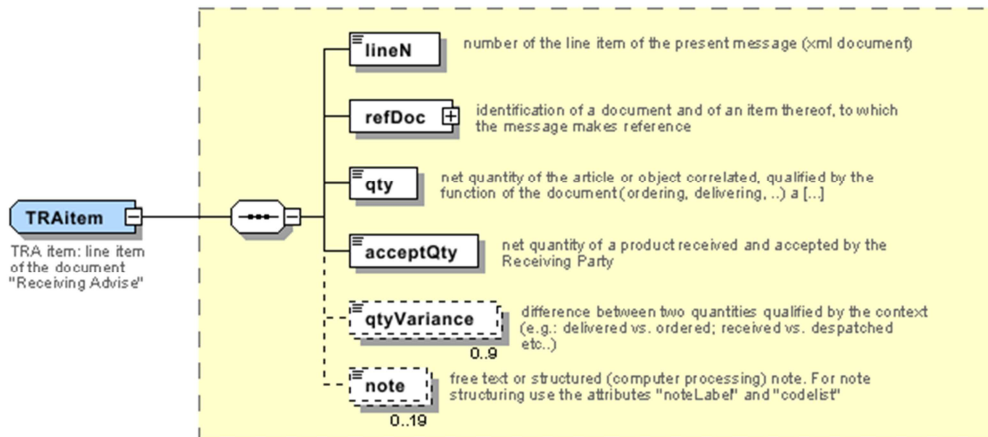 lineN
number of the line item of the present message (xml document)
refDoc
identification of a document and of an item thereof, to which
the message makes reference
qty
net quantity of the article or object correlated, qualified by the
function of the document (ordering, delivering, ..) a [...]
TRAitem
TRA item: line item
of the document
"Receiving Advise"
acceptQty
net quantity of a product received and accepted by the
Receiving Party
qtyVariance
difference between two quantities qualified by the context
(e.g.: delivered vs. ordered; received vs. despatched
etc..)
0..9
note
free text or structured (computer processing) note. For note
structuring use the attributes "noteLabel" and "codelist"
0..19